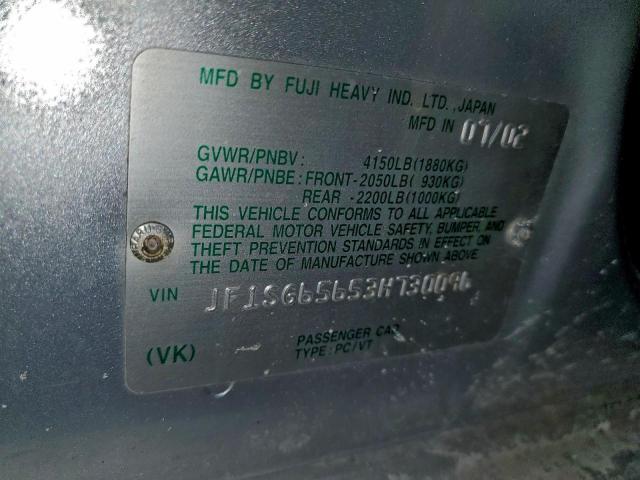 MFD BY FUJI HEAVY IND. LTD.,JAPAN
MFD IN 07/02
GVWR/PNBV: 4150LB(1880KG)
GAWR/PNBE: FRONT-2050LB( 930KG)
REAR -2200LB(1000KG)
THIS VEHICLE CONFORMS TO ALL APPLICABLE
FEDERAL MOTOR VEHICLE SAFETY, BUMPER, AND
THEFT PREVENTION STANDARDS IN EFFECT ON
THE DATE OF MANUFACTURE SHOWN ABOVE.
VIN JF1SG65653H730096
(VK) PASSENGER CAR
TYPE: PC/VT